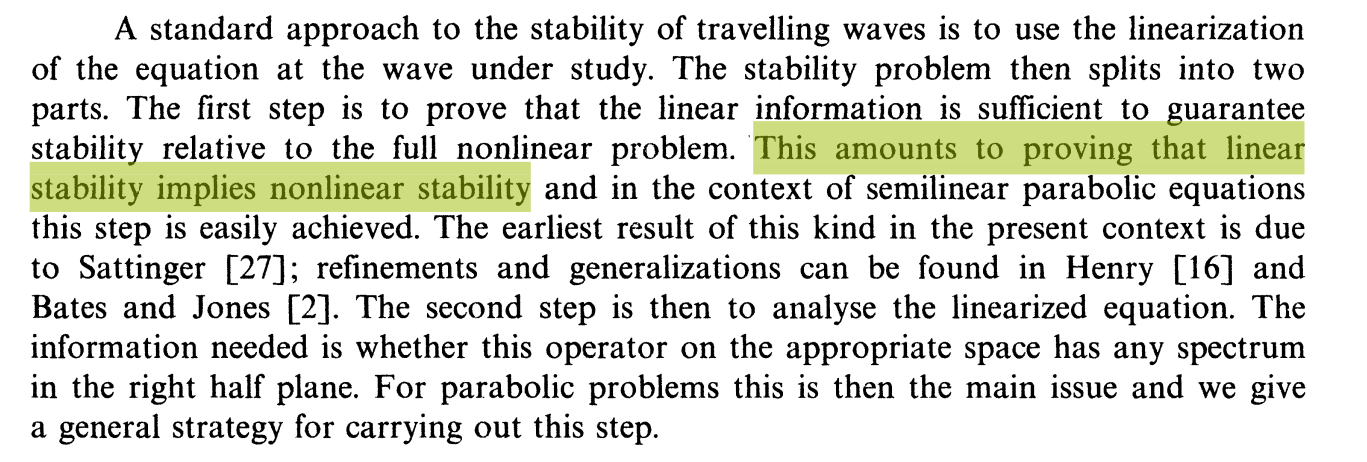 A standard approach to the stability of travelling waves is to use the linearization
of the equation at the wave under study. The stability problem then splits into two
parts. The first step is to prove that the linear information is sufficient to guarantee
stability relative to the full nonlinear problem. This amounts to proving that linear
stability implies nonlinear stability and in the context of semilinear parabolic equations
this step is easily achieved. The earliest result of this kind in the present context is due
to Sattinger [27]; refinements and generalizations can be found in Henry [16] and
Bates and Jones [2]. The second step is then to analyse the linearized equation. The
information needed is whether this operator on the appropriate space has any spectrum
in the right half plane. For parabolic problems this is then the main issue and we give
a general strategy for carrying out this step.